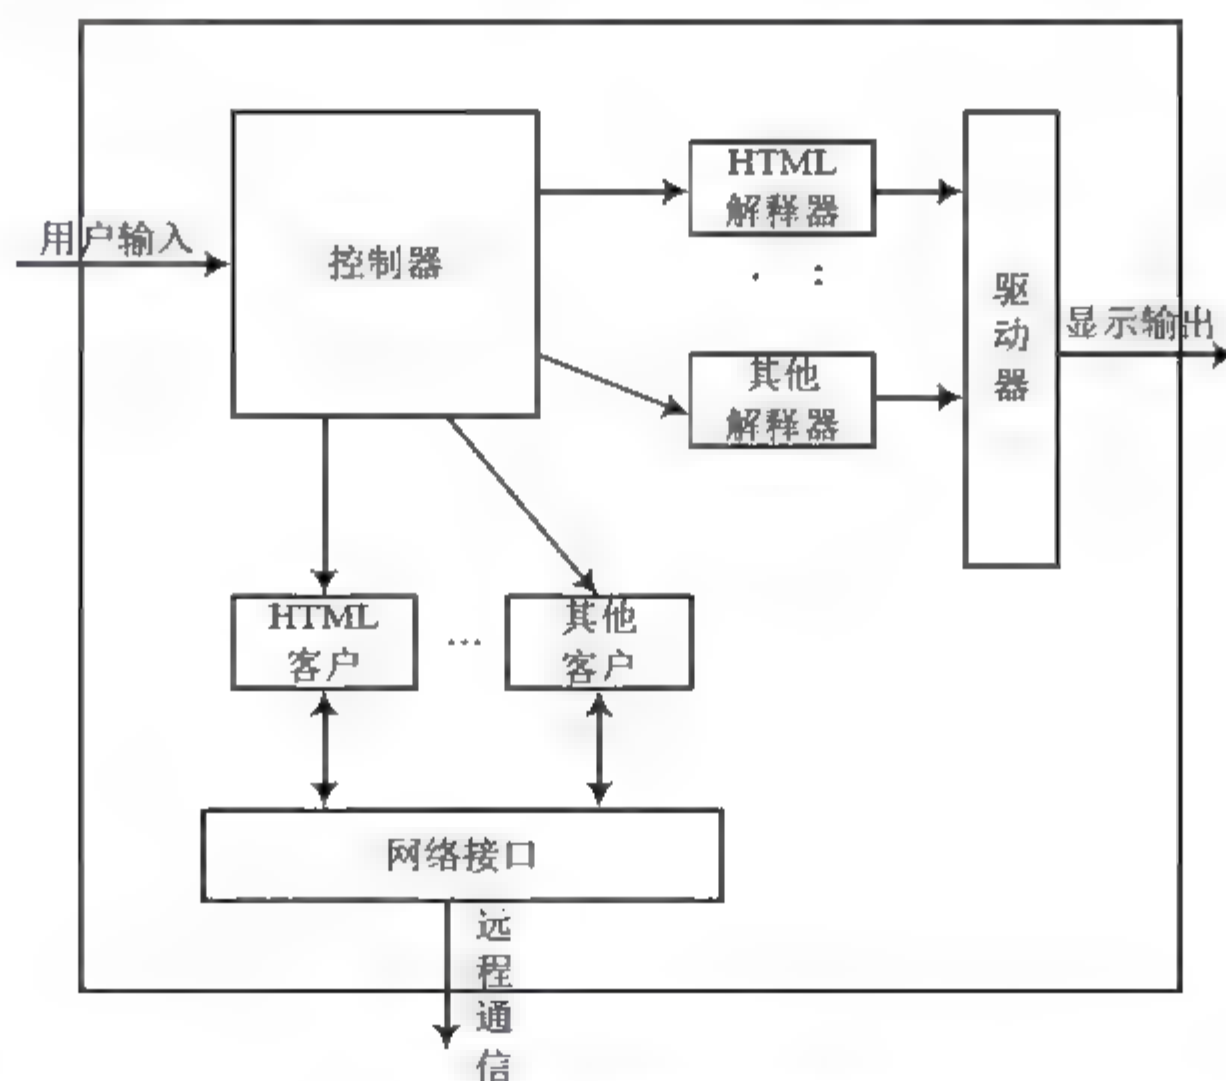 用户输入
控制器
HTML
解释器
其他
解释器
驱动器
显示输出
HTML
客户
…
其他
客户
网络接口
远程通信